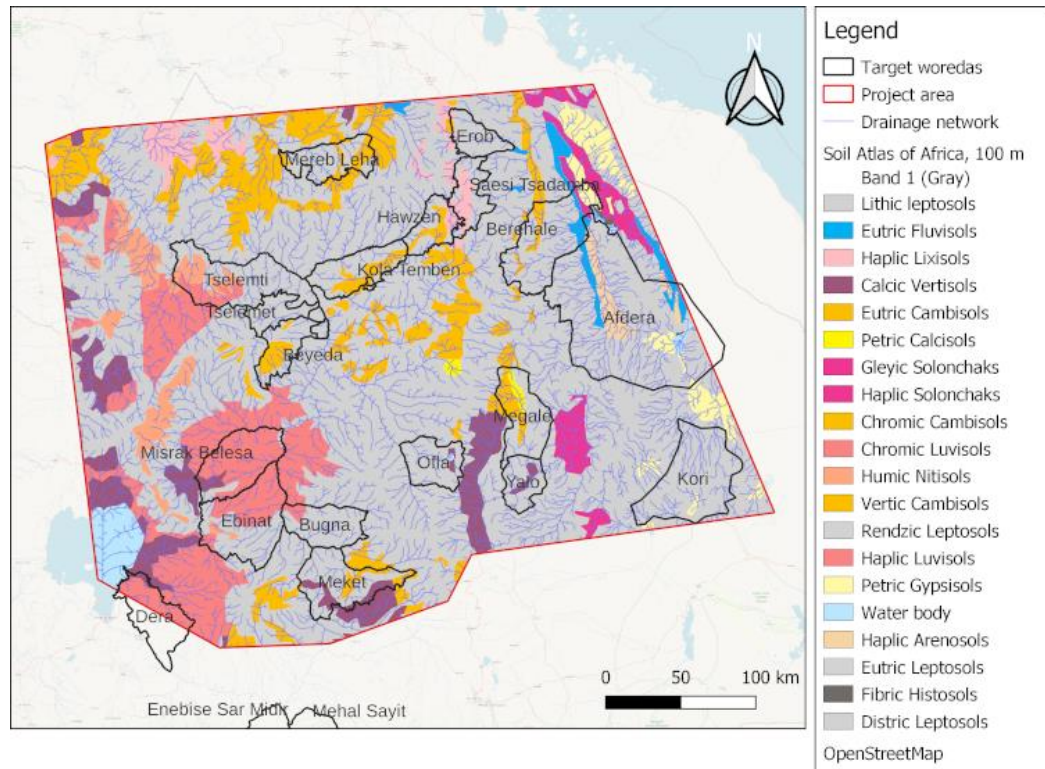 N
Erob
Mereb Leha
Saesi Tsadamba
Hawzen
Berehale
Kola Temben
Tselemti
Tselemet
Afdera
Beyeda
Megale
Misrak Belesa
Ofla
Yalo
Kori
Ebinat
Bugna
Meket
Dera
0 50 100 km
Enebise Sar Midir
Mehal Sayit
Legend
Target woredas
Project area
Drainage network
Soil Atlas of Africa, 100 m
Band 1 (Gray)
Lithic leptosols
Eutric Fluvisols
Haplic Lixisols
Calcic Vertisols
Eutric Cambisols
Petric Calcisols
Gleyic Solonchaks
Haplic Solonchaks
Chromic Cambisols
Chromic Luvisols
Humic Nitisols
Vertic Cambisols
Rendzic Leptosols
Haplic Luvisols
Petric Gypsisols
Water body
Haplic Arenosols
Eutric Leptosols
Fibric Histosols
Distric Leptosols
OpenStreetMap